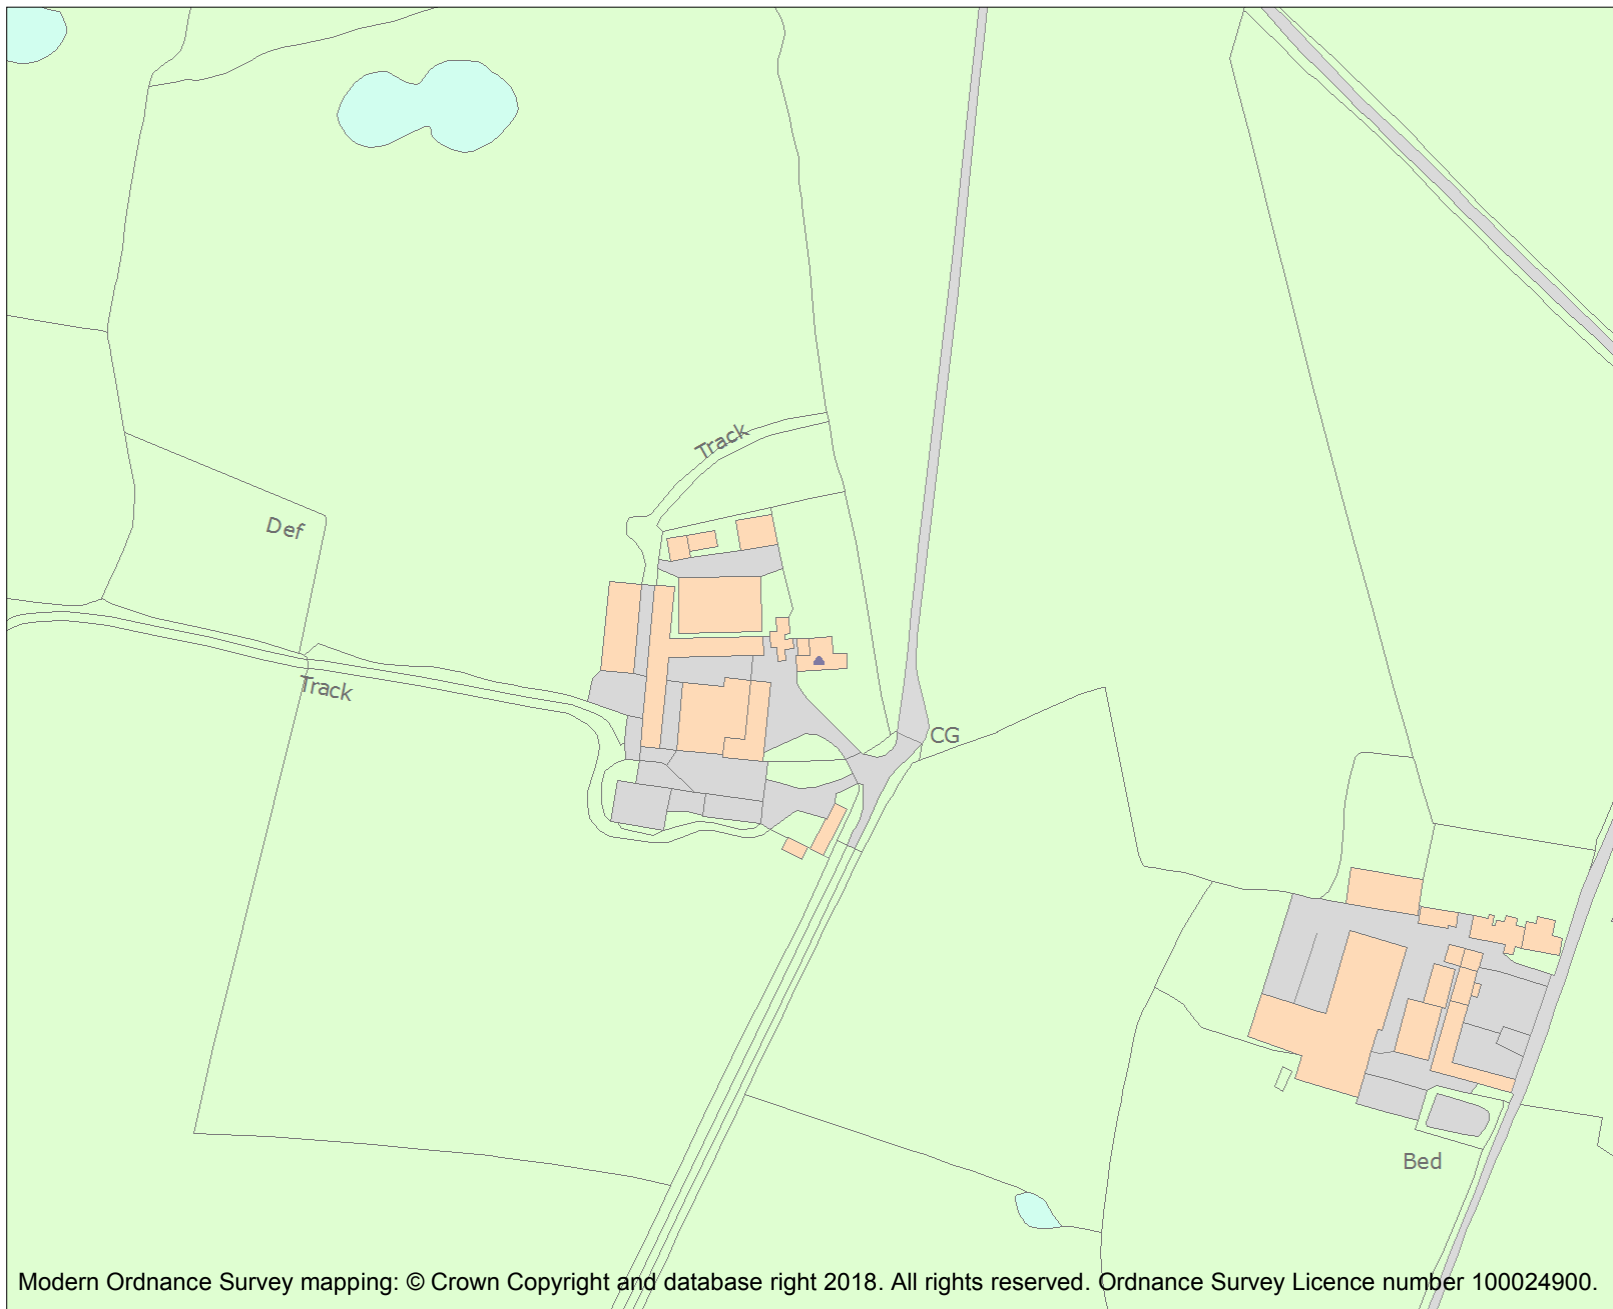 Track
Def
Track
CG
Bed
Modern Ordnance Survey mapping: © Crown Copyright and database right 2018. All rights reserved. Ordnance Survey Licence number 100024900.